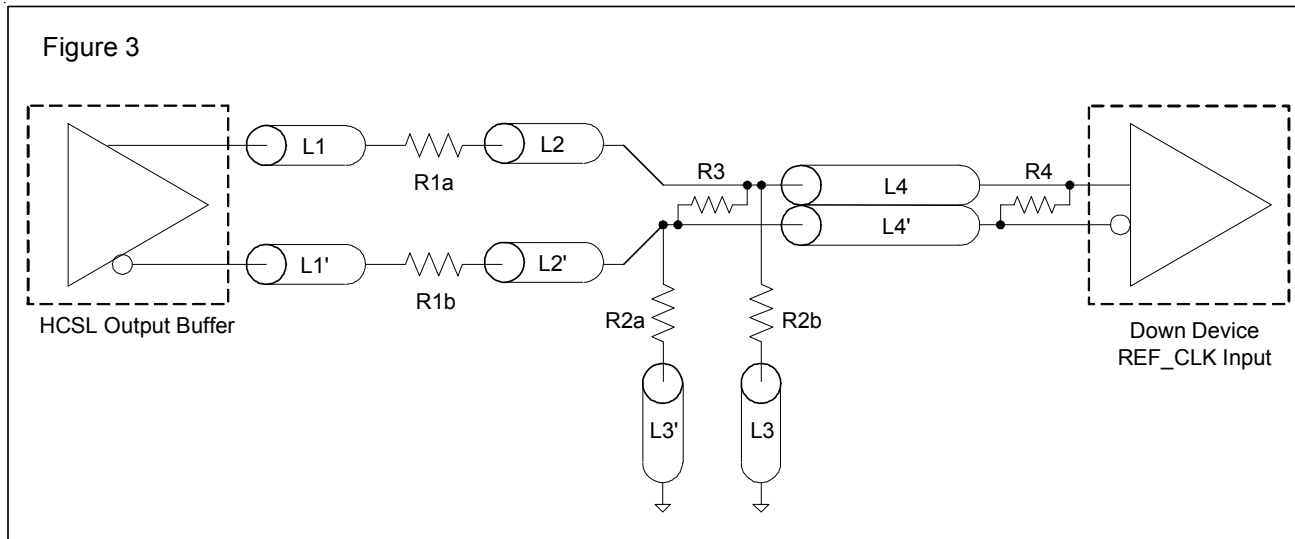 Figure 3
L1
R1a
L2
R3
L4
R4
L4'
L1'
R1b
L2'
HCSL Output Buffer
R2a
R2b
Down Device
REF_CLK Input
L3'
L3